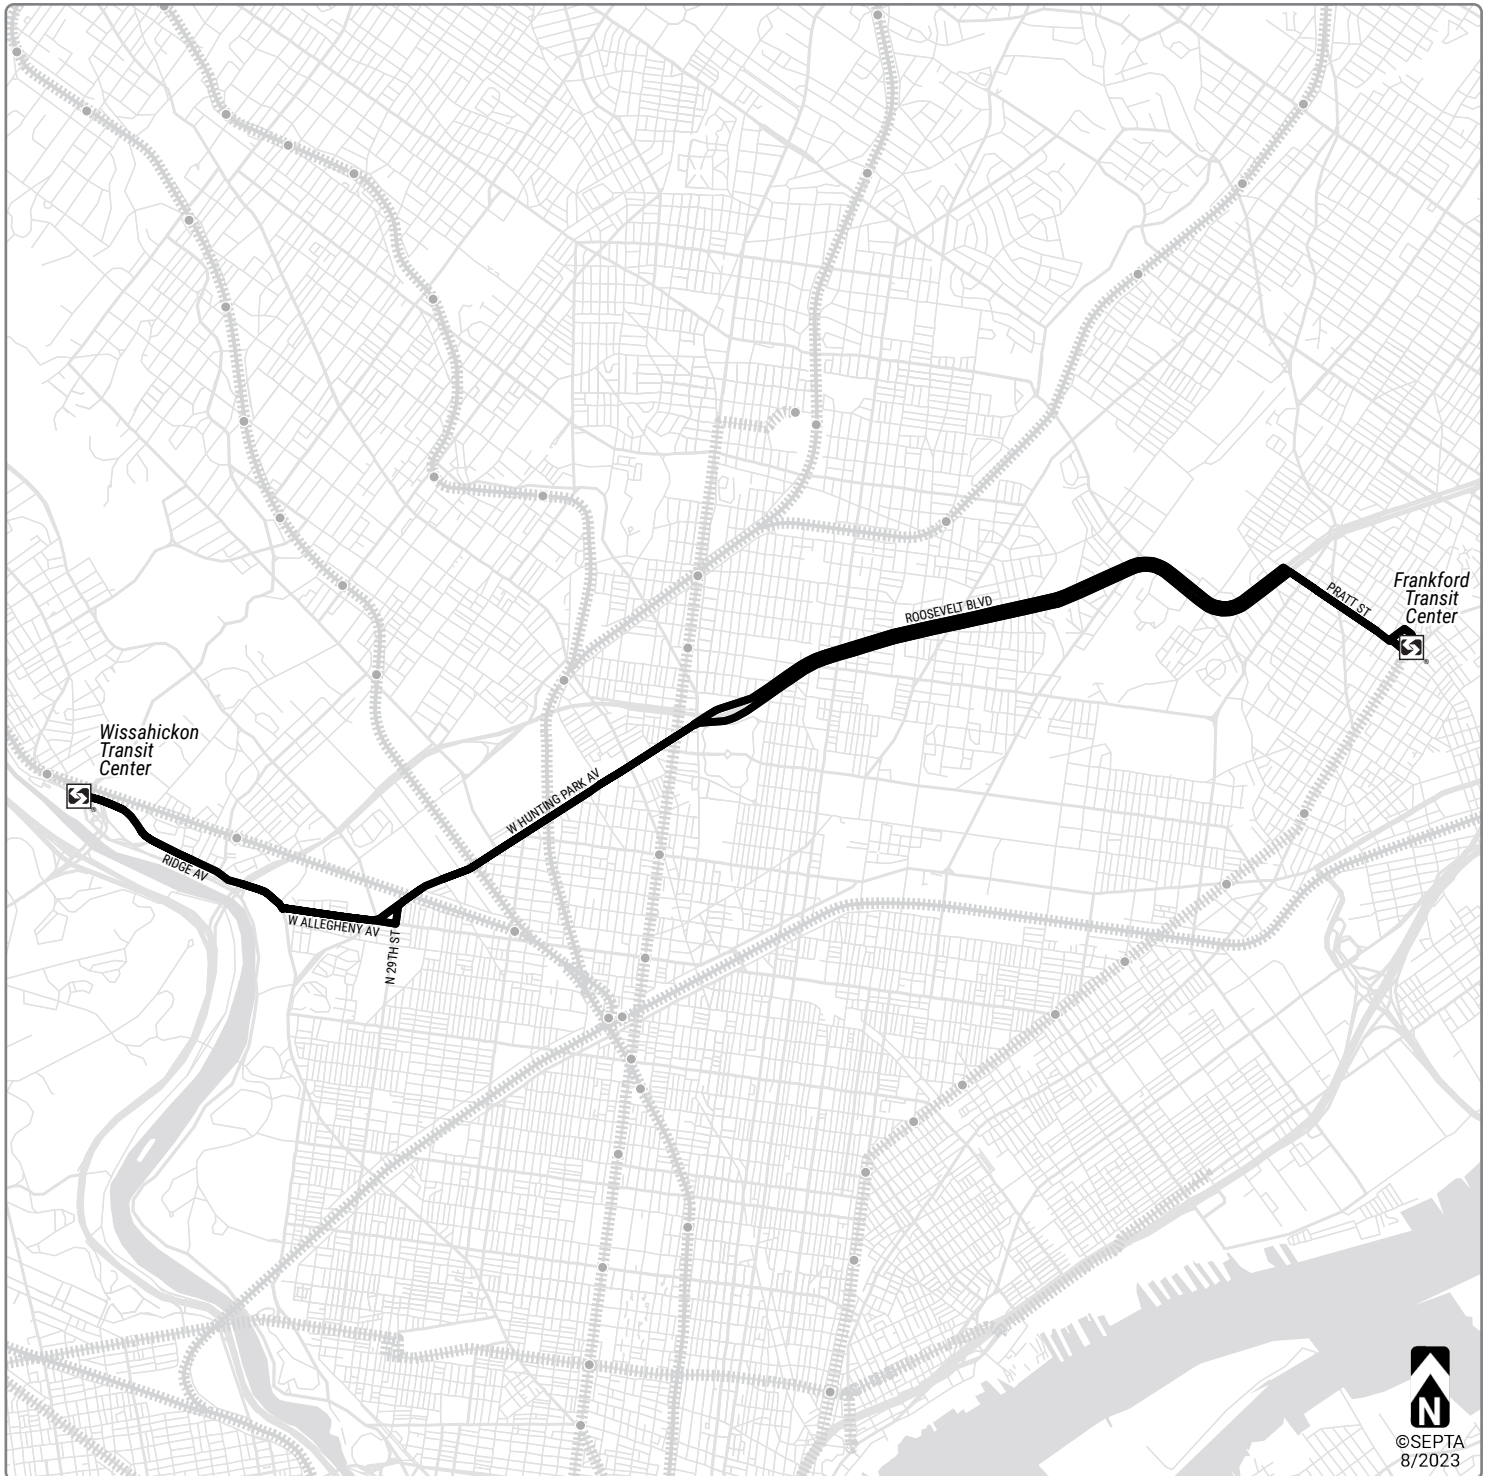 Frankford
Transit
Center
PRATT ST
ROOSEVELT BLVD
Wissahickon
Transit
Center
W HUNTING PARK AV
RIDGE AV
W ALLEGHENY AV
N 29TH ST
N
©SEPTA
8/2023